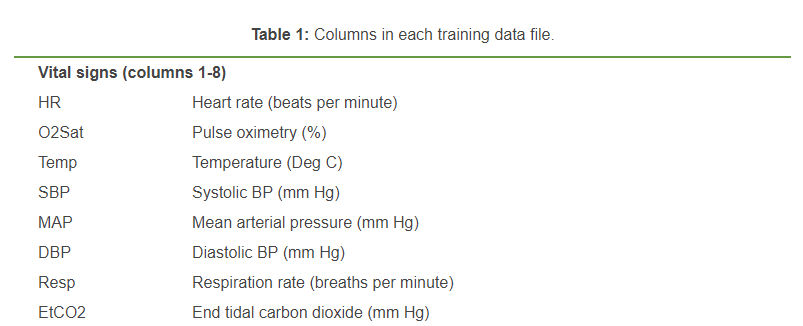 Table 1: Columns in each training data file.
Vital signs (columns 1-8)
HR Heart rate (beats per minute)
O2Sat Pulse oximetry (%)
Temp Temperature (Deg C)
SBP Systolic BP (mm Hg)
MAP Mean arterial pressure (mm Hg)
DBP Diastolic BP (mm Hg)
Resp Respiration rate (breaths per minute)
EtCO2 End tidal carbon dioxide (mm Hg)